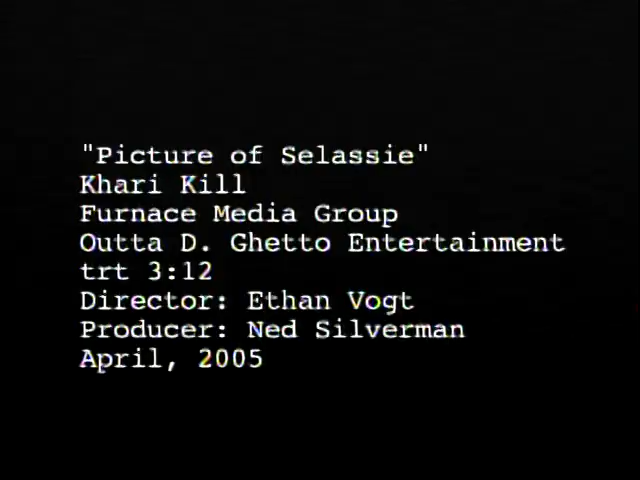 "Picture of Selassie"
Khari Kill
Furnace Media Group
Outta D. Ghetto Entertainment
trt 3:12
Director: Ethan Vogt
Producer: Ned Silverman
April, 2005